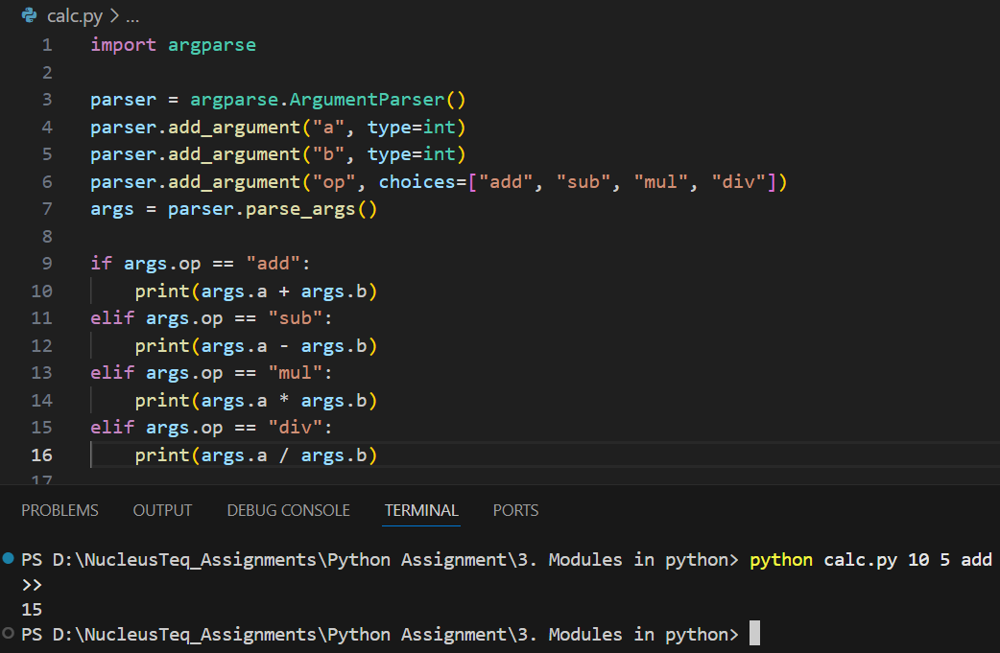 calc.py > ...
1 import argparse
2
3 parser = argparse.ArgumentParser()
4 parser.add_argument("a", type=int)
5 parser.add_argument("b", type=int)
6 parser.add_argument("op", choices=["add", "sub", "mul", "div"])
7 args = parser.parse_args()
8
9 if args.op == "add":
10     print(args.a + args.b)
11 elif args.op == "sub":
12     print(args.a - args.b)
13 elif args.op == "mul":
14     print(args.a * args.b)
15 elif args.op == "div":
16     print(args.a / args.b)
17
PROBLEMS OUTPUT DEBUG CONSOLE TERMINAL PORTS
PS D:\NucleusTeq_Assignments\Python Assignment\3. Modules in python> python calc.py 10 5 add
>>
15
PS D:\NucleusTeq_Assignments\Python Assignment\3. Modules in python>